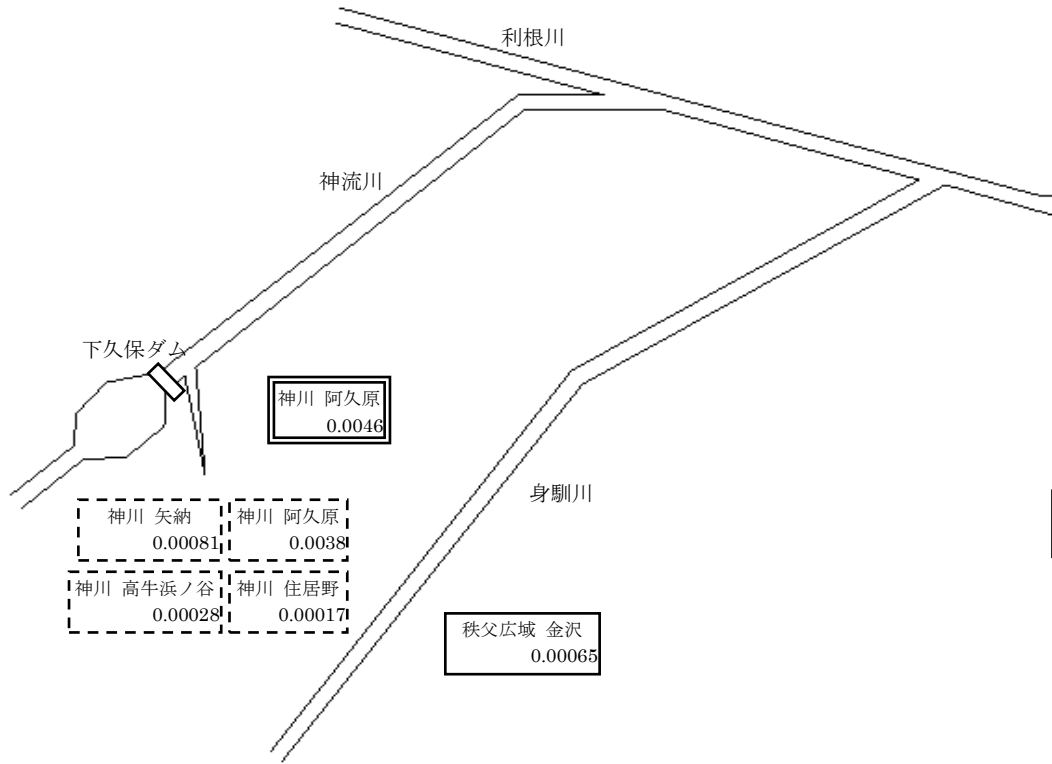 利根川
神流川
下久保ダム
神川 阿久原
0.0046
身馴川
神川 矢納
0.00081
神川 阿久原
0.0038
神川 高牛浜ノ谷
0.00028
神川 住居野
0.00017
秩父広域 金沢
0.00065